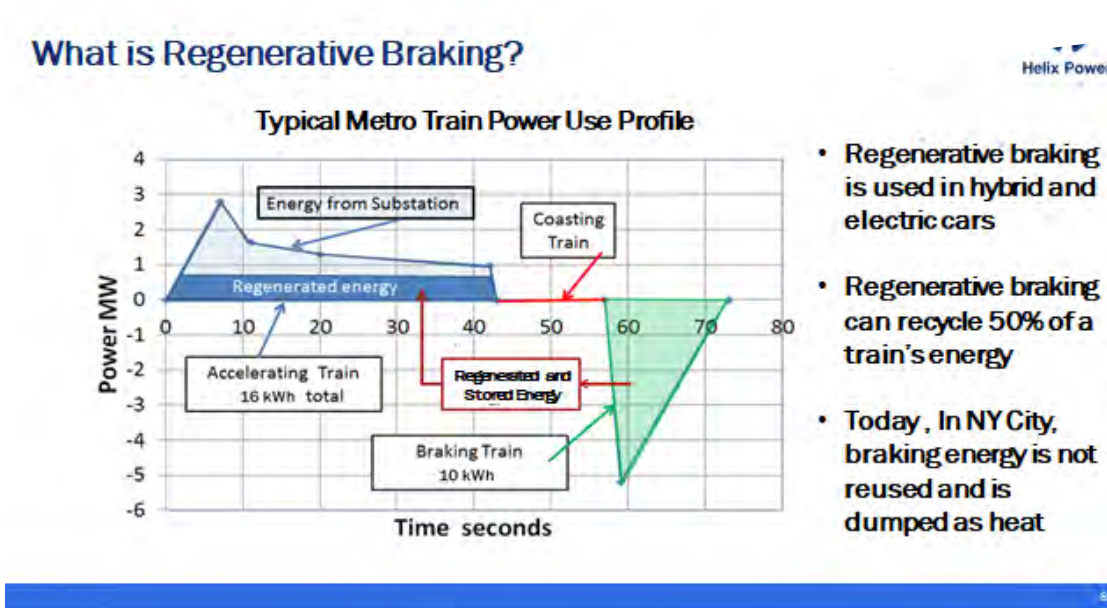 What is Regenerative Braking?
Helix Power
Typical Metro Train Power Use Profile
4
3
2
1
0
-1
-2
-3
-4
-5
-6
Power MW
0 10 20 30 40 50 60 70 80
Time seconds
Energy from Substation
Coasting
Train
Regenerated energy
Accelerating Train
16 kWh total
Regenerated and
Stored Energy
Braking Train
10 kWh
• Regenerative braking
is used in hybrid and
electric cars
• Regenerative braking
can recycle 50% of a
train's energy
• Today , In NY City,
braking energy is not
reused and is
dumped as heat